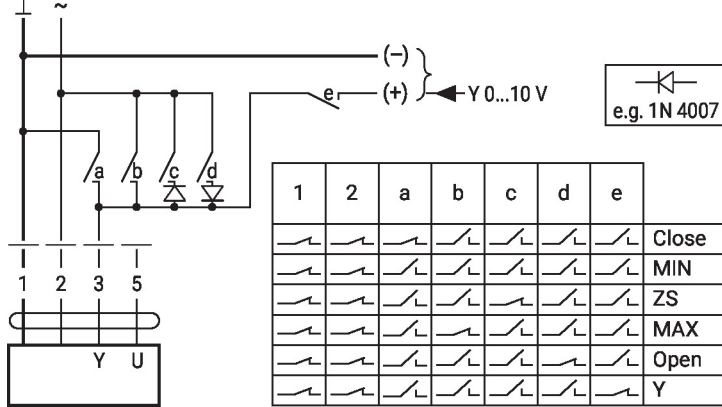 ⊥ ~
(–)
e (+) Y 0...10 V
e.g. 1N 4007
a b c d
1 2 a b c d e
Close
MIN
ZS
MAX
Open
Y
1 2 3 5
Y U